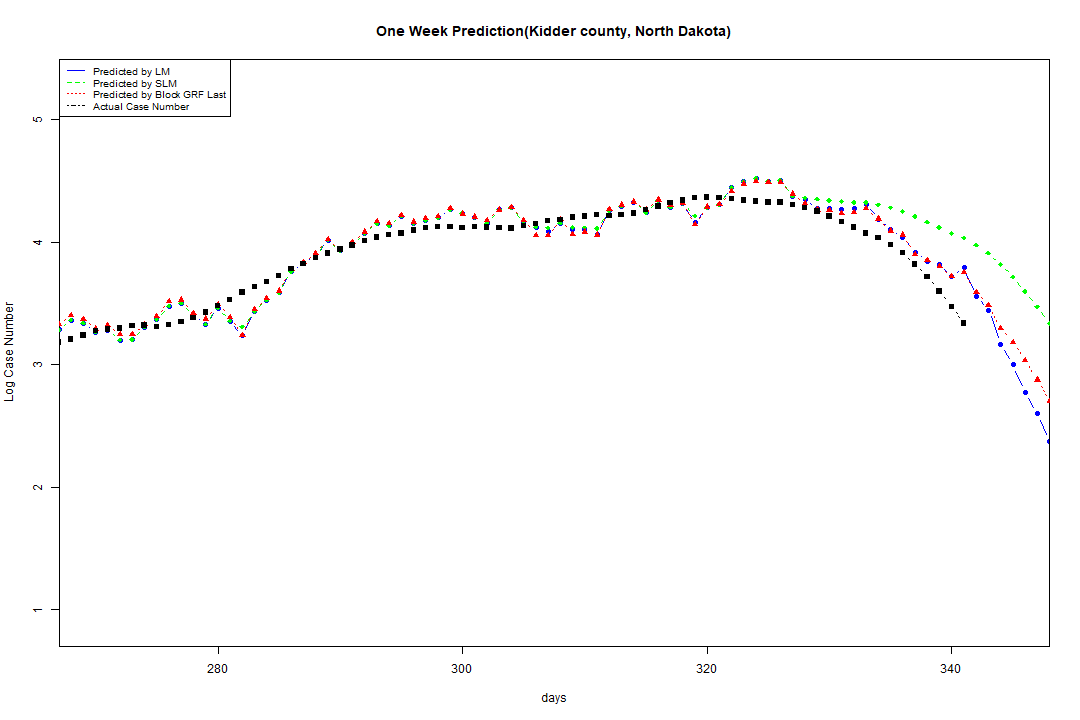 One Week Prediction(Kidder county, North Dakota)
Predicted by LM
Predicted by SLM
Predicted by Block GRF Last
Actual Case Number
5
4
3
2
1
Log Case Number
280 300 320 340
days